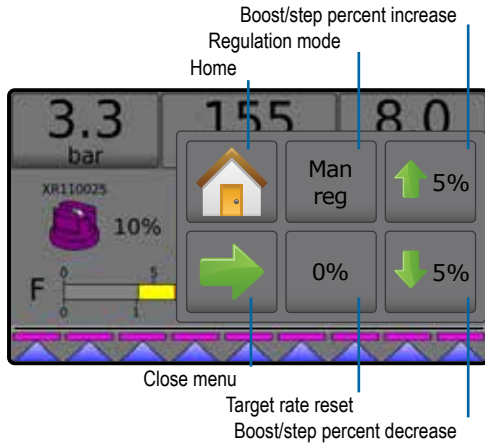 Boost/step percent increase
Regulation mode
Home
3.3
155
8.0
bar
XR110025
10%
Man
reg
5%
0%
5%
F
0
5
0
1
Close menu
Target rate reset
Boost/step percent decrease